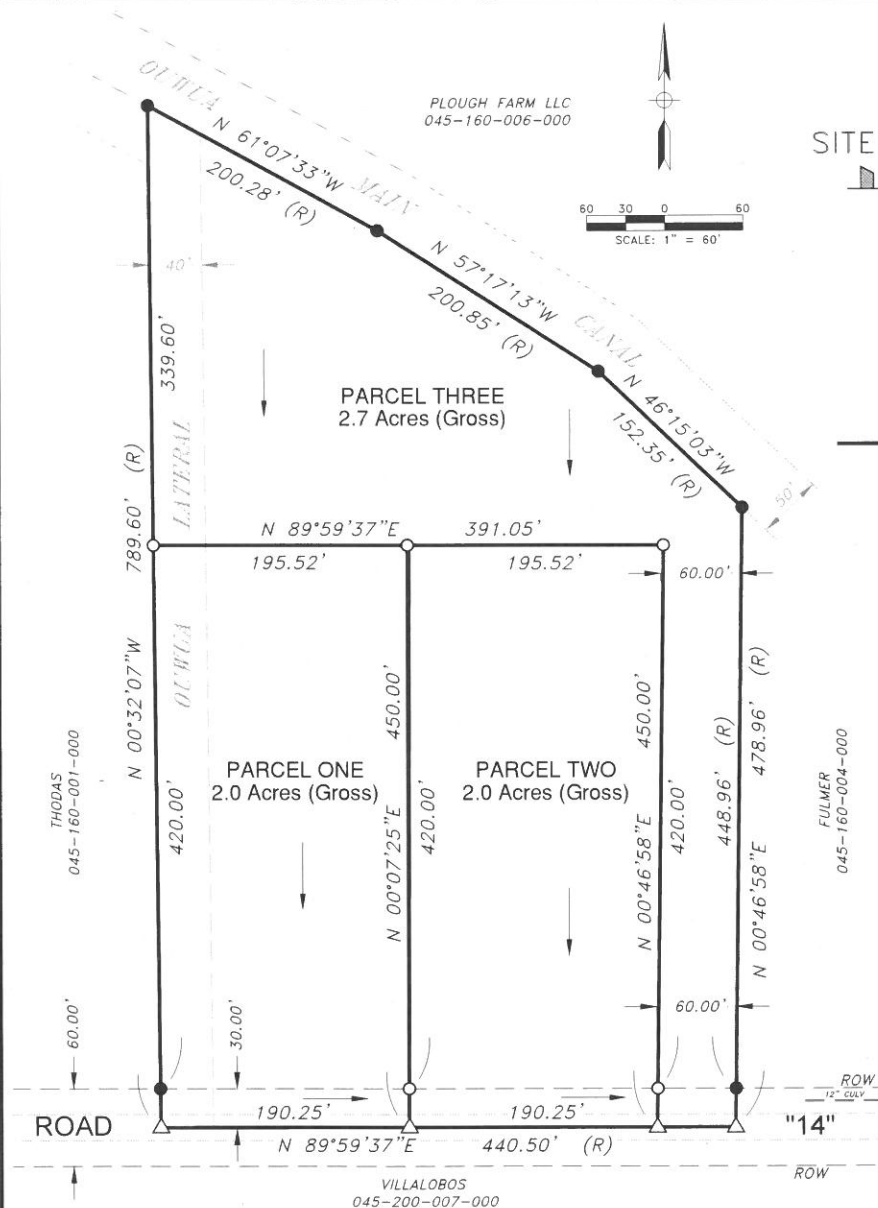 OUWUA MAIN CANAL
PLOUGH FARM LLC
045-160-006-000
SITE
N 61°07'33"W
200.28' (R)
60 30 0 60
SCALE: 1" = 60'
N 57°17'13"W
200.85' (R)
40'
339.60'
PARCEL THREE
2.7 Acres (Gross)
N 46°15'03"W
152.35' (R)
50'
789.60' (R)
LATERAL
N 89°59'37"E 391.05'
195.52' 195.52'
60.00'
OUWUA
N 00°32'07"W
420.00'
450.00'
N 00°07'25"E 420.00'
450.00'
N 00°46'58"E 420.00'
448.96' (R)
N 00°46'58"E 478.96' (R)
THODAS
045-160-001-000
PARCEL ONE
2.0 Acres (Gross)
PARCEL TWO
2.0 Acres (Gross)
FULMER
045-160-004-000
60.00'
30.00'
60.00'
ROW
12" CULV
190.25' 190.25'
ROAD "14"
N 89°59'37"E 440.50' (R)
ROW
VILLALOBOS
045-200-007-000